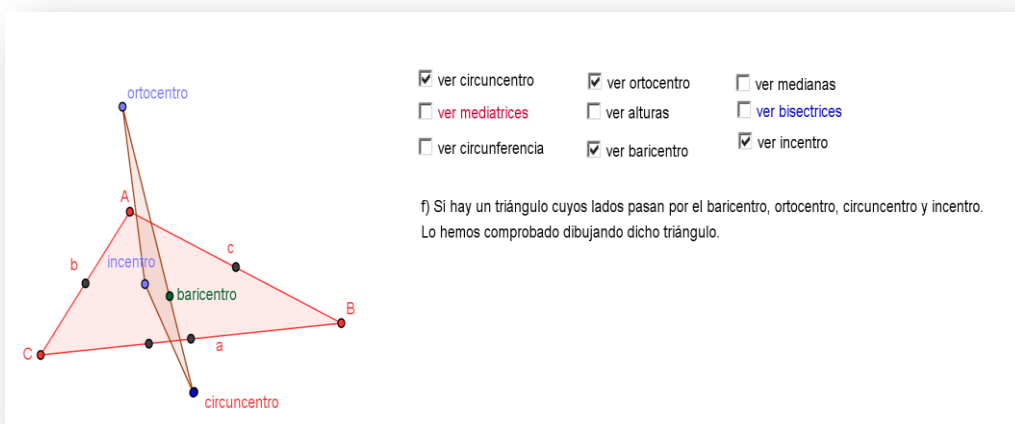 ortocentro
A
c
b
incentro
baricentro
B
C
a
circuncentro
ver circuncentro
ver ortocentro
ver medianas
ver mediatrices
ver alturas
ver bisectrices
ver circunferencia
ver baricentro
ver incentro
f) Si hay un triángulo cuyos lados pasan por el baricentro, ortocentro, circuncentro y incentro.
Lo hemos comprobado dibujando dicho triángulo.